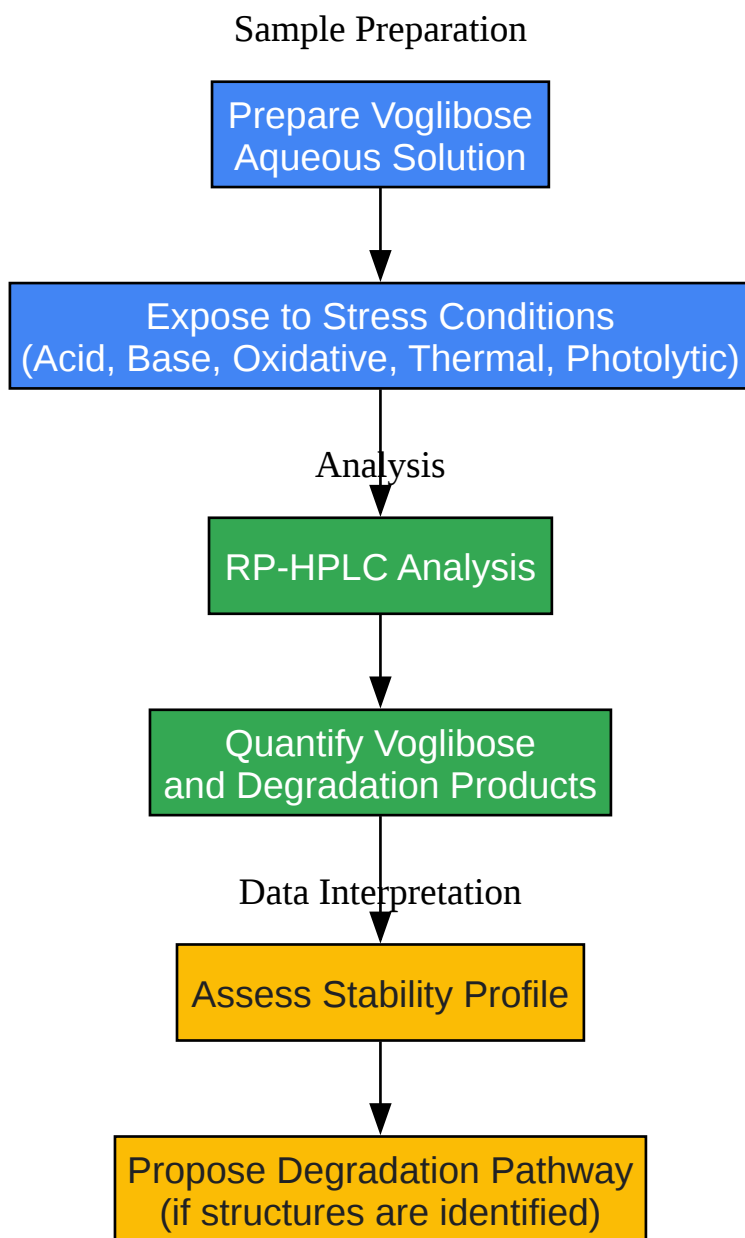 Sample Preparation
Prepare Voglibose
Aqueous Solution
Expose to Stress Conditions
(Acid, Base, Oxidative, Thermal, Photolytic)
Analysis
RP-HPLC Analysis
Quantify Voglibose
and Degradation Products
Data Interpretation
Assess Stability Profile
Propose Degradation Pathway
(if structures are identified)